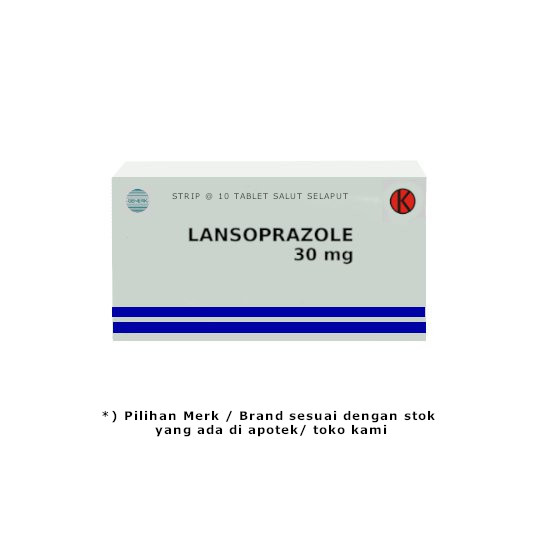 GENERIK
STRIP @ 10 TABLET SALUT SELAPUT
K
LANSOPRAZOLE
30 mg
*) Pilihan Merk / Brand sesuai dengan stok
yang ada di apotek/ toko kami